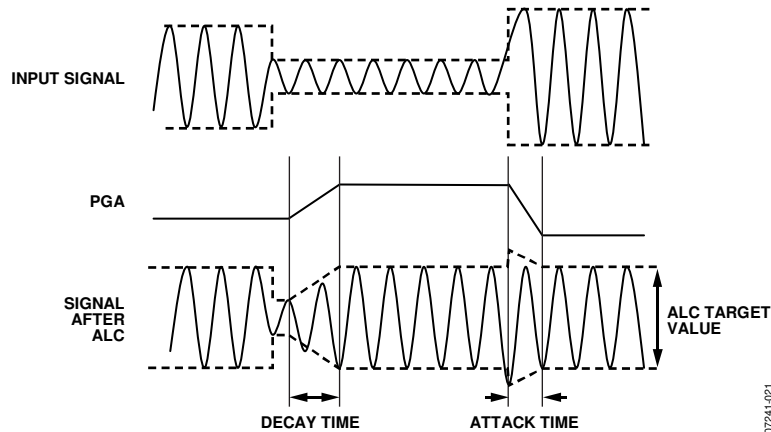 INPUT SIGNAL
PGA
SIGNAL
AFTER
ALC
ALC TARGET
VALUE
DECAY TIME
ATTACK TIME
07241-021